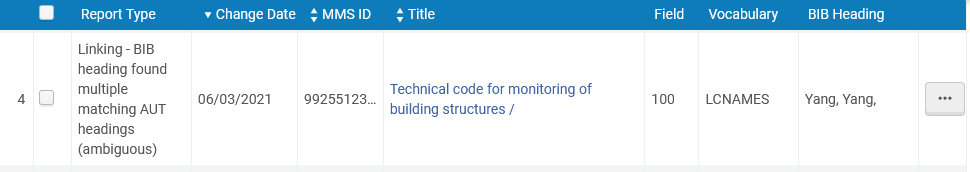 Report Type Change Date MMS ID Title Field Vocabulary BIB Heading
Linking - BIB
heading found
multiple
matching AUT
headings
(ambiguous)
4
06/03/2021
99255123...
Technical code for monitoring of
building structures /
100
LCNAMES
Yang, Yang,